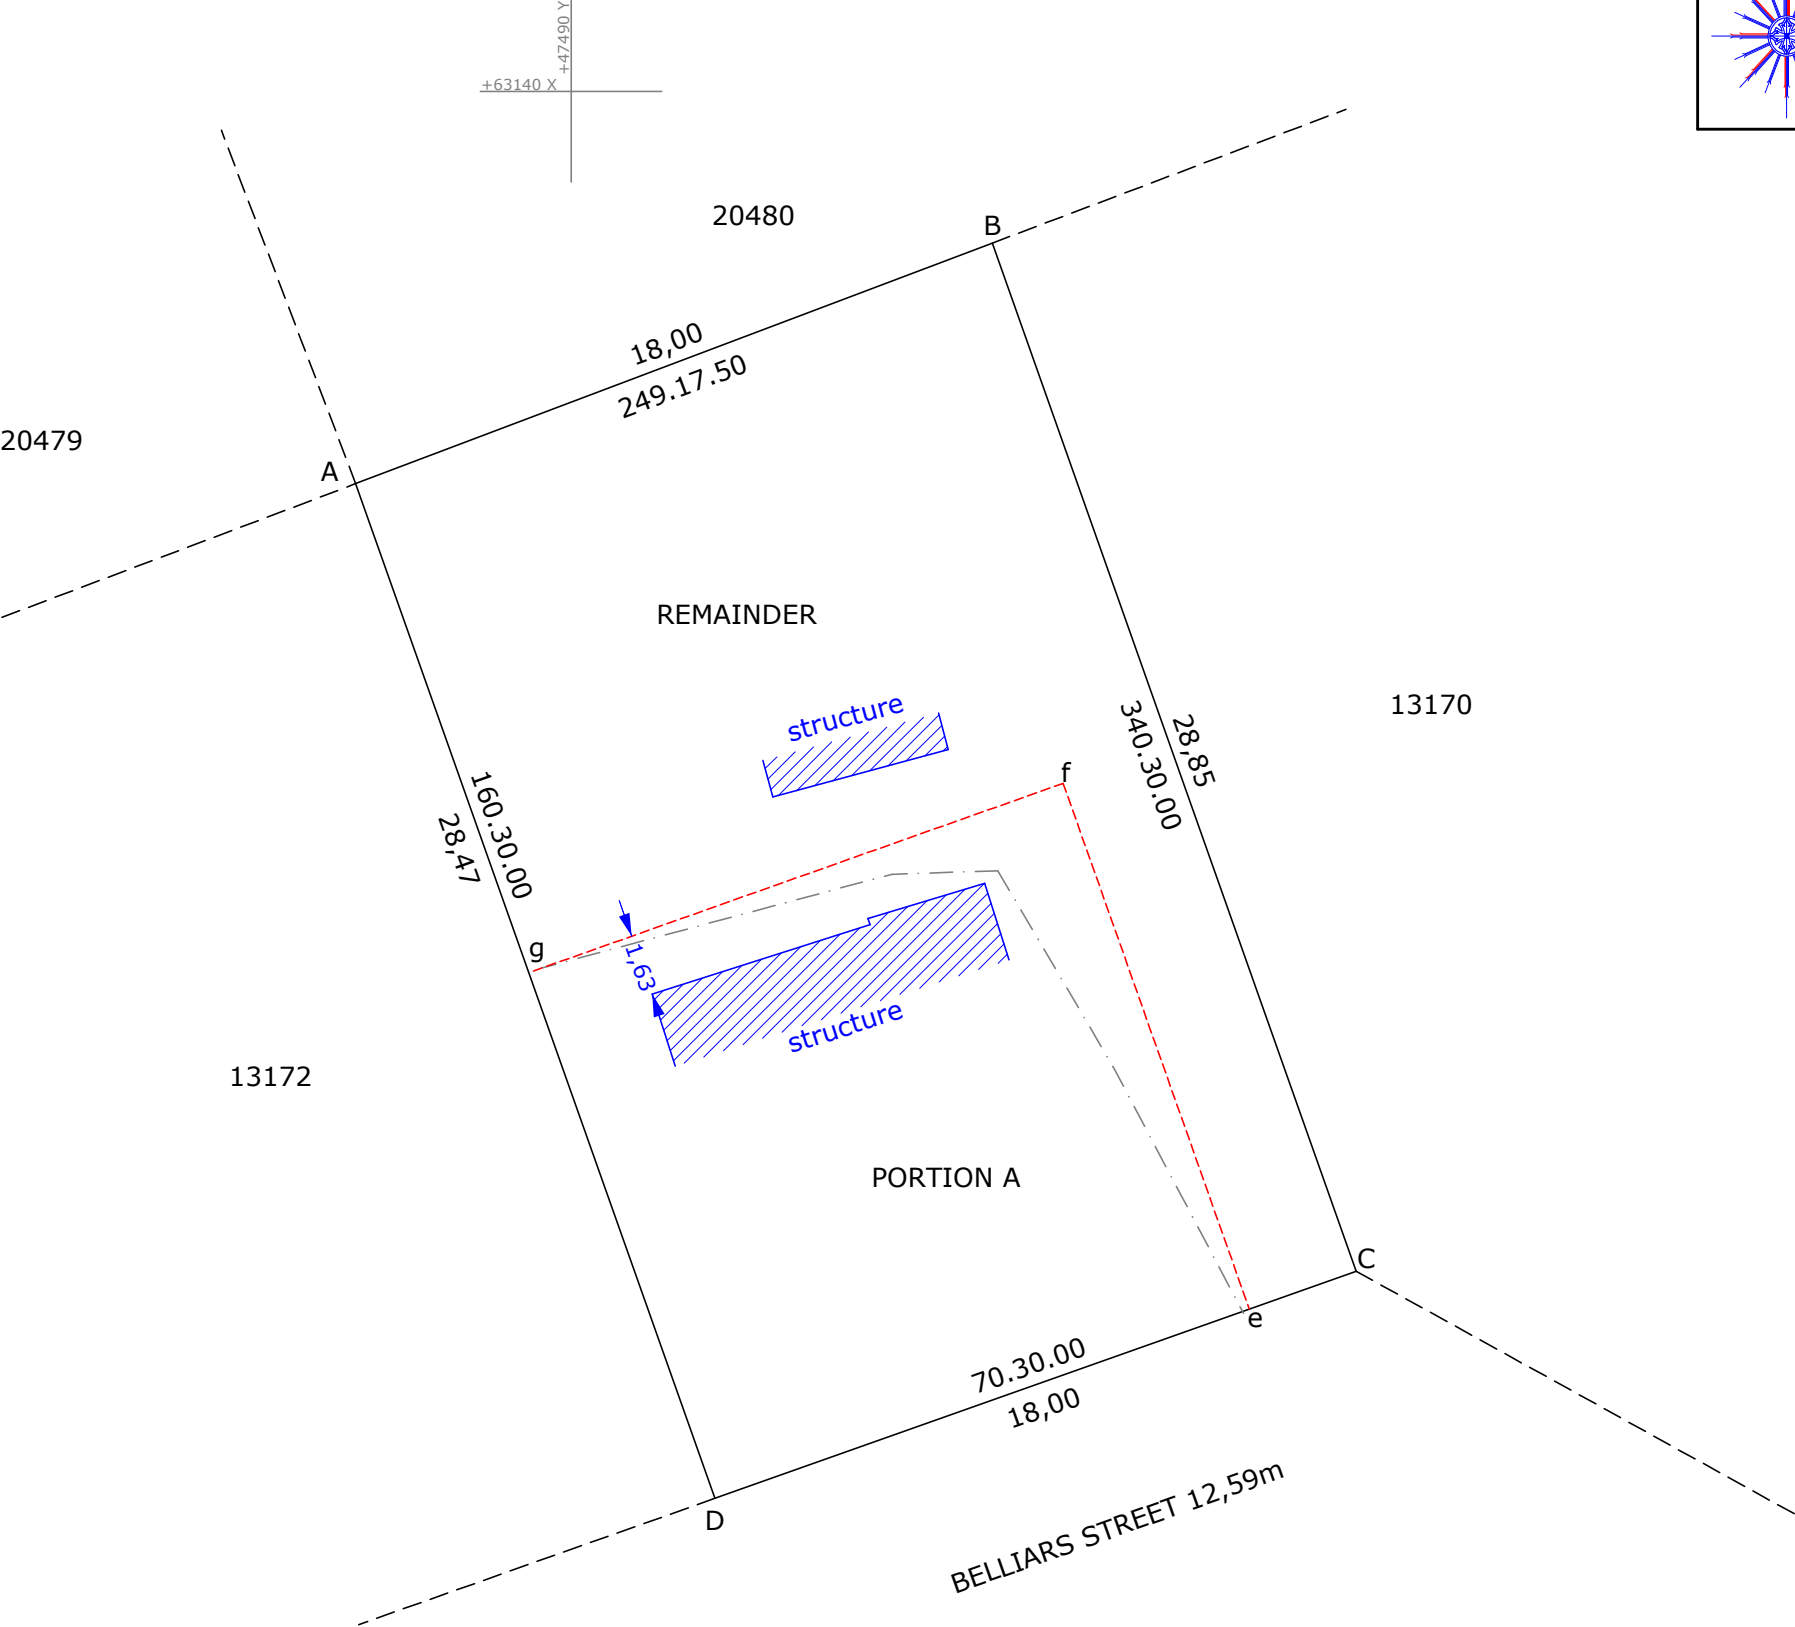 +47490 Y
+63140 X
20480
B
18,00
249.17.50
20479
A
REMAINDER
structure
13170
340.30.00
28,85
f
160.30.00
28,47
g
1,63
structure
13172
PORTION A
C
e
70.30.00
18,00
D
BELLIARS STREET 12,59m